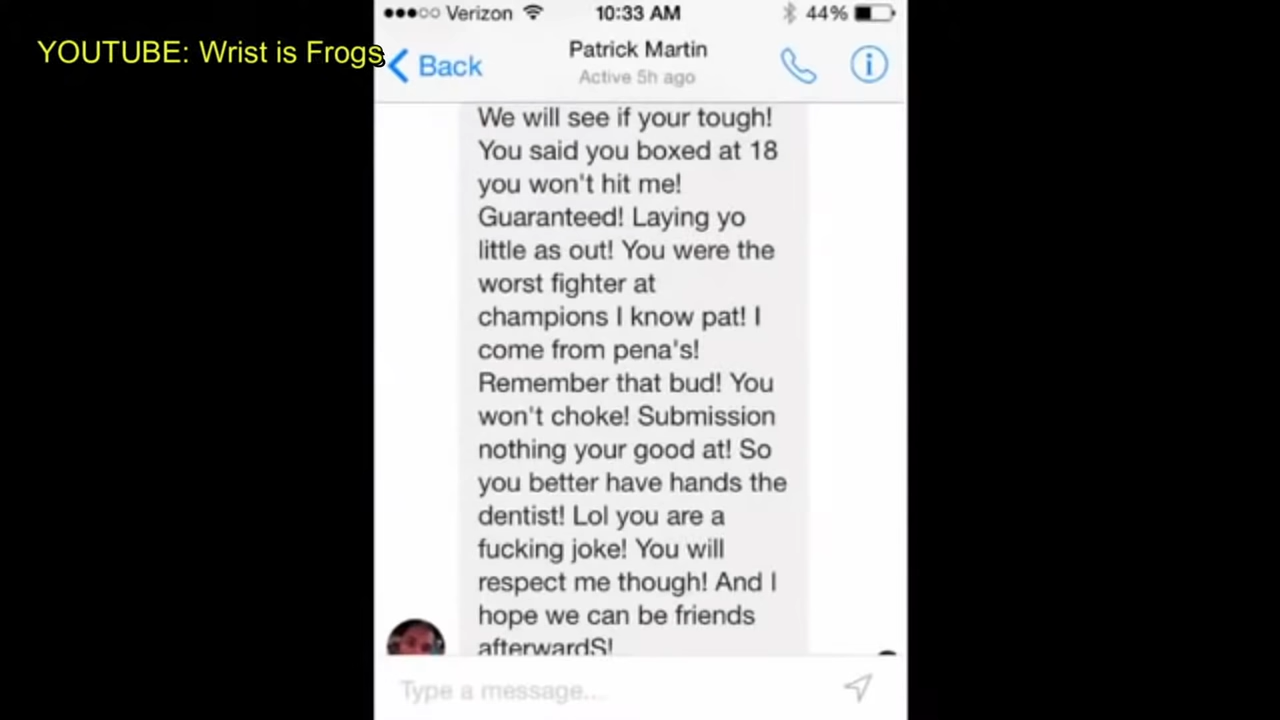 Verizon 10:33 AM 44%
YOUTUBE: Wrist is Frogs
Back
Patrick Martin
Active 5h ago
We will see if your tough!
You said you boxed at 18
you won't hit me!
Guaranteed! Laying yo
little as out! You were the
worst fighter at
champions I know pat! I
come from pena's!
Remember that bud! You
won't choke! Submission
nothing your good at! So
you better have hands the
dentist! Lol you are a
fucking joke! You will
respect me though! And I
hope we can be friends
afterwardS!
Type a message...